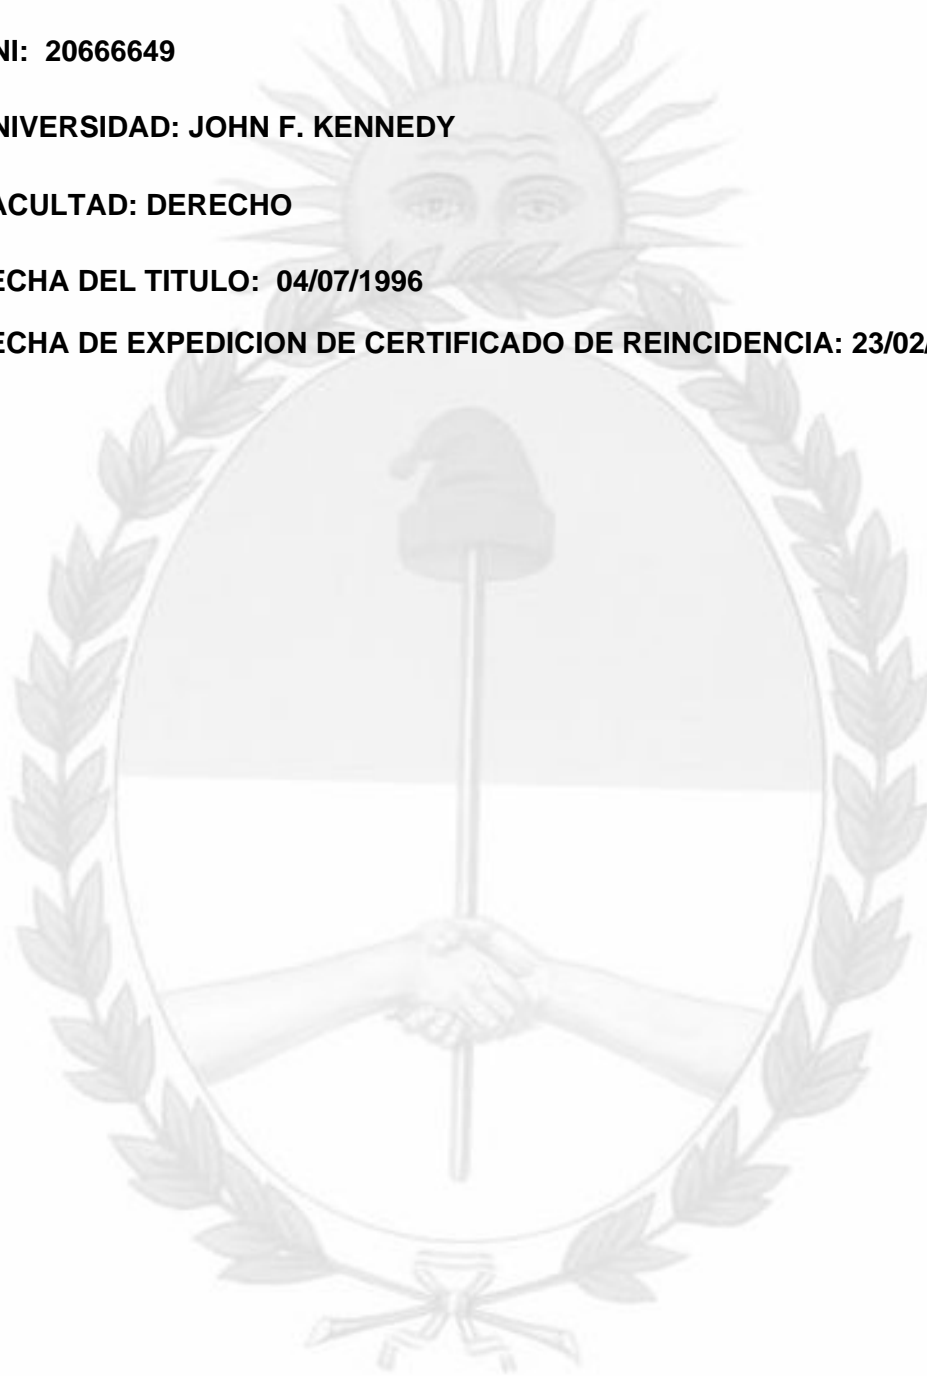 NI: 20666649
NIVERSIDAD: JOHN F. KENNEDY
ACULTAD: DERECHO
ECHA DEL TITULO: 04/07/1996
ECHA DE EXPEDICION DE CERTIFICADO DE REINCIDENCIA: 23/02/